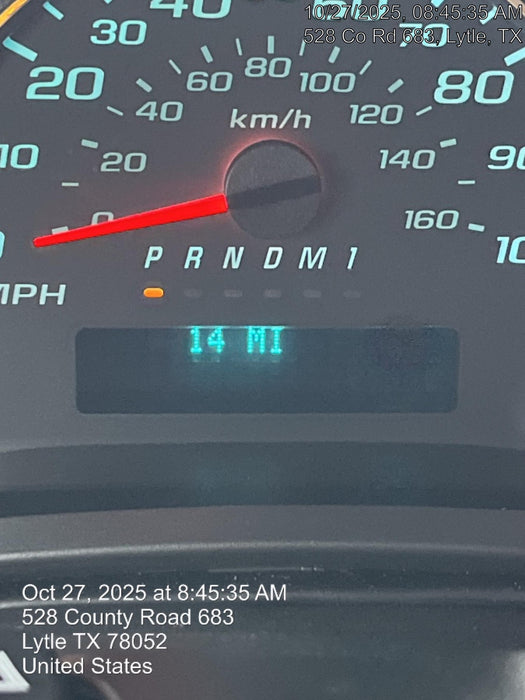 10/27/2025, 08:45:35 AM
528 Co Rd 683, Lytle, TX
40
30
70
20
80
60
80
100
40
120
km/h
10
20
140
90
0
160
P R N D M 1
MPH
14 MI
Oct 27, 2025 at 8:45:35 AM
528 County Road 683
Lytle TX 78052
United States